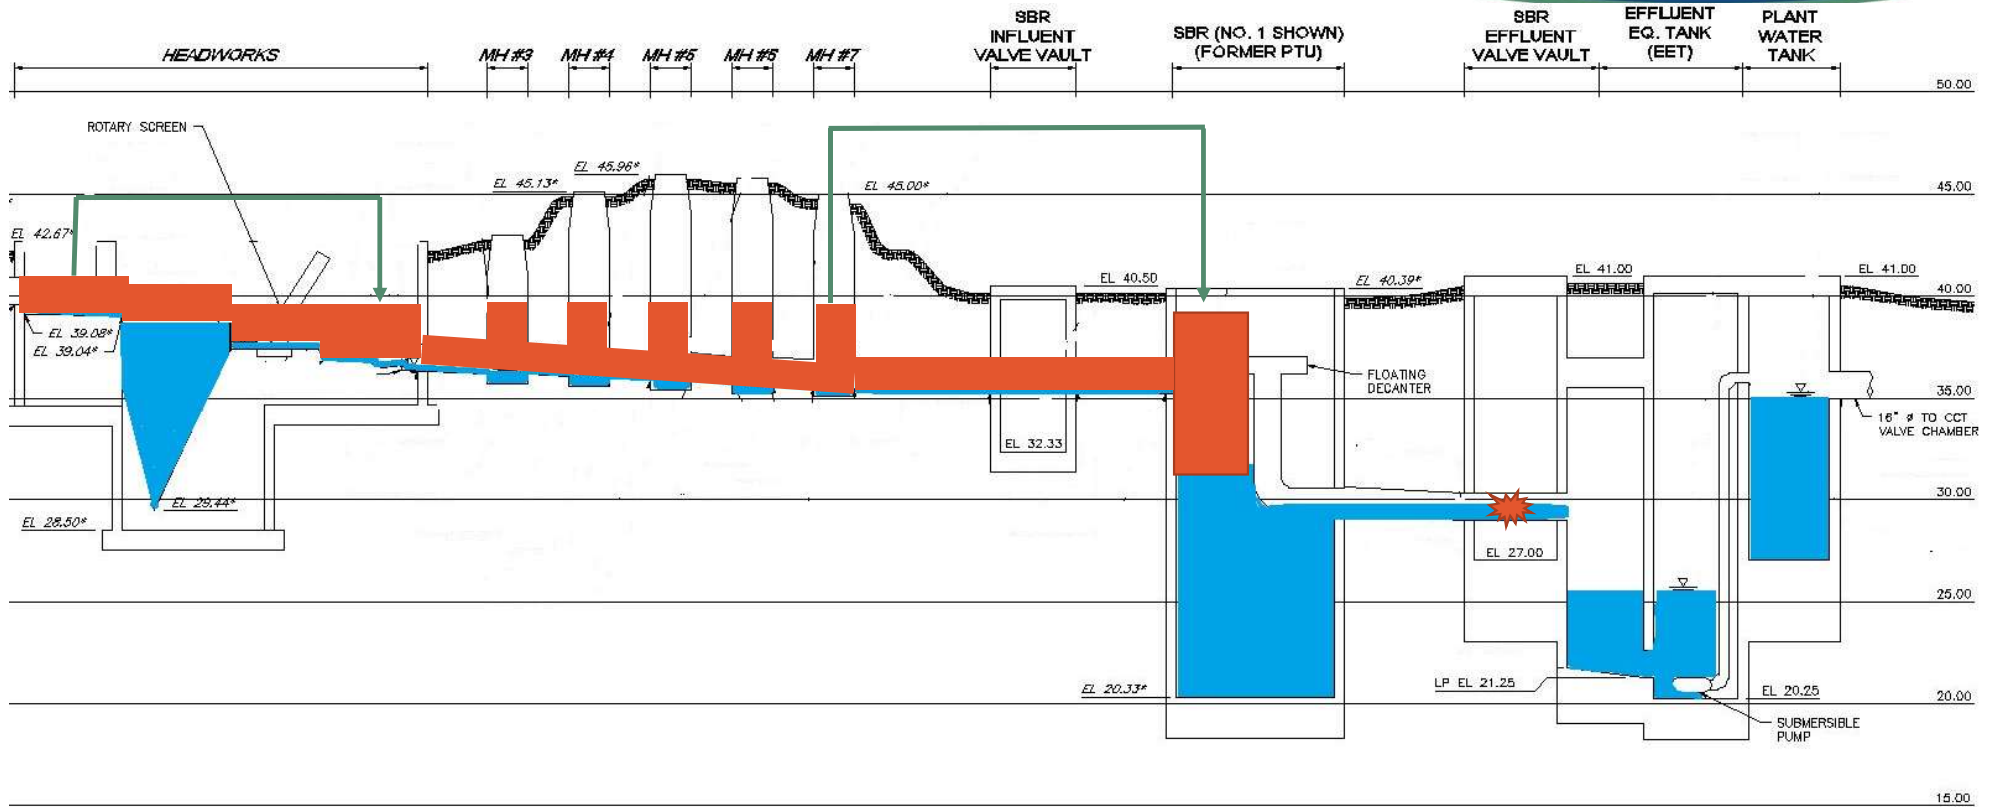 HEADWORKS
MH #3
MH #4
MH #5
MH #6
MH #7
SBR
INFLUENT
VALVE VAULT
SBR (NO. 1 SHOWN)
(FORMER PTU)
SBR
EFFLUENT
VALVE VAULT
EFFLUENT
EQ. TANK
(EET)
PLANT
WATER
TANK
50.00
ROTARY SCREEN
EL 45.13*
EL 45.96*
EL 45.00*
45.00
EL 42.67*
EL 40.50
EL 40.39*
EL 41.00
EL 41.00
40.00
EL 39.08*
EL 39.04*
FLOATING
DECANTER
35.00
16" ø TO CCT
VALVE CHAMBER
EL 32.33
EL 29.44*
30.00
EL 28.50*
EL 27.00
25.00
EL 20.33*
LP EL 21.25
EL 20.25
20.00
SUBMERSIBLE
PUMP
15.00